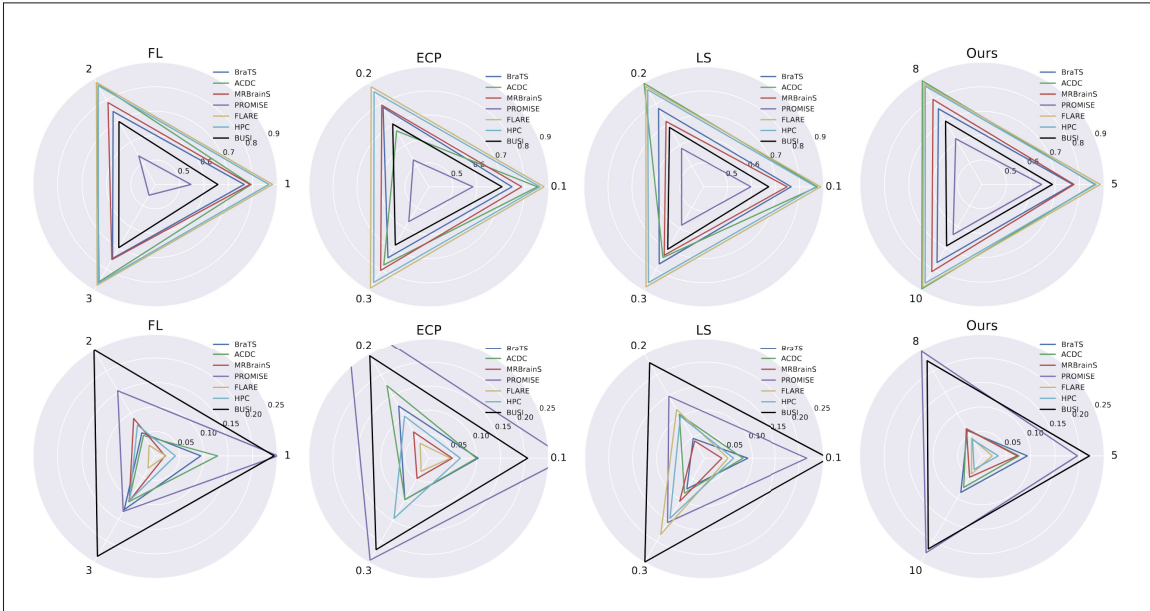 FL
2
1
3
BraTS
ACDC
MRBrainS
PROMISE
FLARE
HPC
BUSI
0.5
0.6
0.7
0.8
0.9
ECP
0.2
0.1
0.3
BraTS
ACDC
MRBrainS
PROMISE
FLARE
HPC
BUSI
0.5
0.6
0.7
0.8
0.9
LS
0.2
0.1
0.3
BraTS
ACDC
MRBrainS
PROMISE
FLARE
HPC
BUSI
0.5
0.6
0.7
0.8
0.9
Ours
8
5
10
BraTS
ACDC
MRBrainS
PROMISE
FLARE
HPC
BUSI
0.5
0.6
0.7
0.8
0.9
FL
2
1
3
BraTS
ACDC
MRBrainS
PROMISE
FLARE
HPC
BUSI
0.05
0.10
0.15
0.20
0.25
ECP
0.2
0.1
0.3
BraTS
ACDC
MRBrainS
PROMISE
FLARE
HPC
BUSI
0.05
0.10
0.15
0.20
0.25
LS
0.2
0.1
0.3
BraTS
ACDC
MRBrainS
PROMISE
FLARE
HPC
BUSI
0.05
0.10
0.15
0.20
0.25
Ours
8
5
10
BraTS
ACDC
MRBrainS
PROMISE
FLARE
HPC
BUSI
0.05
0.10
0.15
0.20
0.25